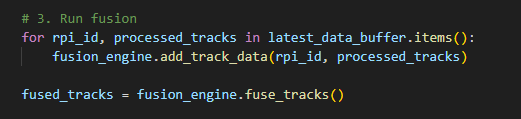 # 3. Run fusion
for rpi_id, processed_tracks in latest_data_buffer.items():
    fusion_engine.add_track_data(rpi_id, processed_tracks)
fused_tracks = fusion_engine.fuse_tracks()